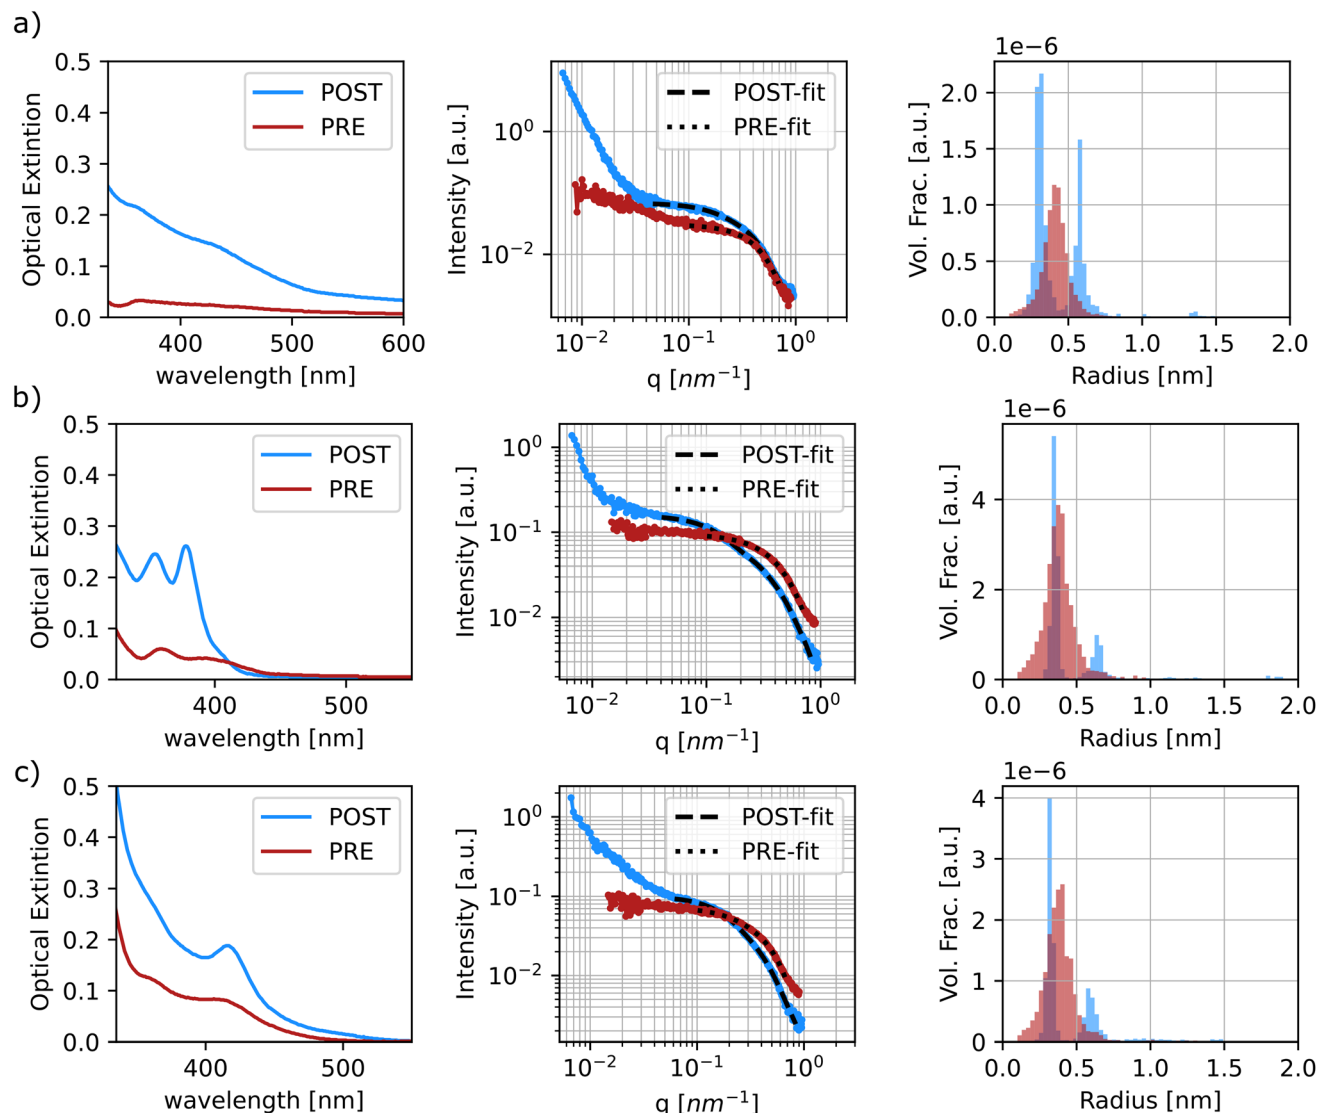 a)
0.5
0.4
0.3
0.2
0.1
0.0
Optical Extintion
POST
PRE
400
500
600
wavelength [nm]
10^0
10^-2
Intensity [a.u.]
POST-fit
PRE-fit
10^-2
10^-1
10^0
q [nm^-1]
1e−6
2.0
1.5
1.0
0.5
0.0
Vol. Frac. [a.u.]
0.0
0.5
1.0
1.5
2.0
Radius [nm]
b)
0.5
0.4
0.3
0.2
0.1
0.0
Optical Extintion
POST
PRE
400
500
wavelength [nm]
10^0
10^-1
10^-2
Intensity [a.u.]
POST-fit
PRE-fit
10^-2
10^-1
10^0
q [nm^-1]
1e−6
4
2
0
Vol. Frac. [a.u.]
0.0
0.5
1.0
1.5
2.0
Radius [nm]
c)
0.5
0.4
0.3
0.2
0.1
0.0
Optical Extintion
POST
PRE
400
500
wavelength [nm]
10^0
10^-1
10^-2
Intensity [a.u.]
POST-fit
PRE-fit
10^-2
10^-1
10^0
q [nm^-1]
1e−6
4
3
2
1
0
Vol. Frac. [a.u.]
0.0
0.5
1.0
1.5
2.0
Radius [nm]